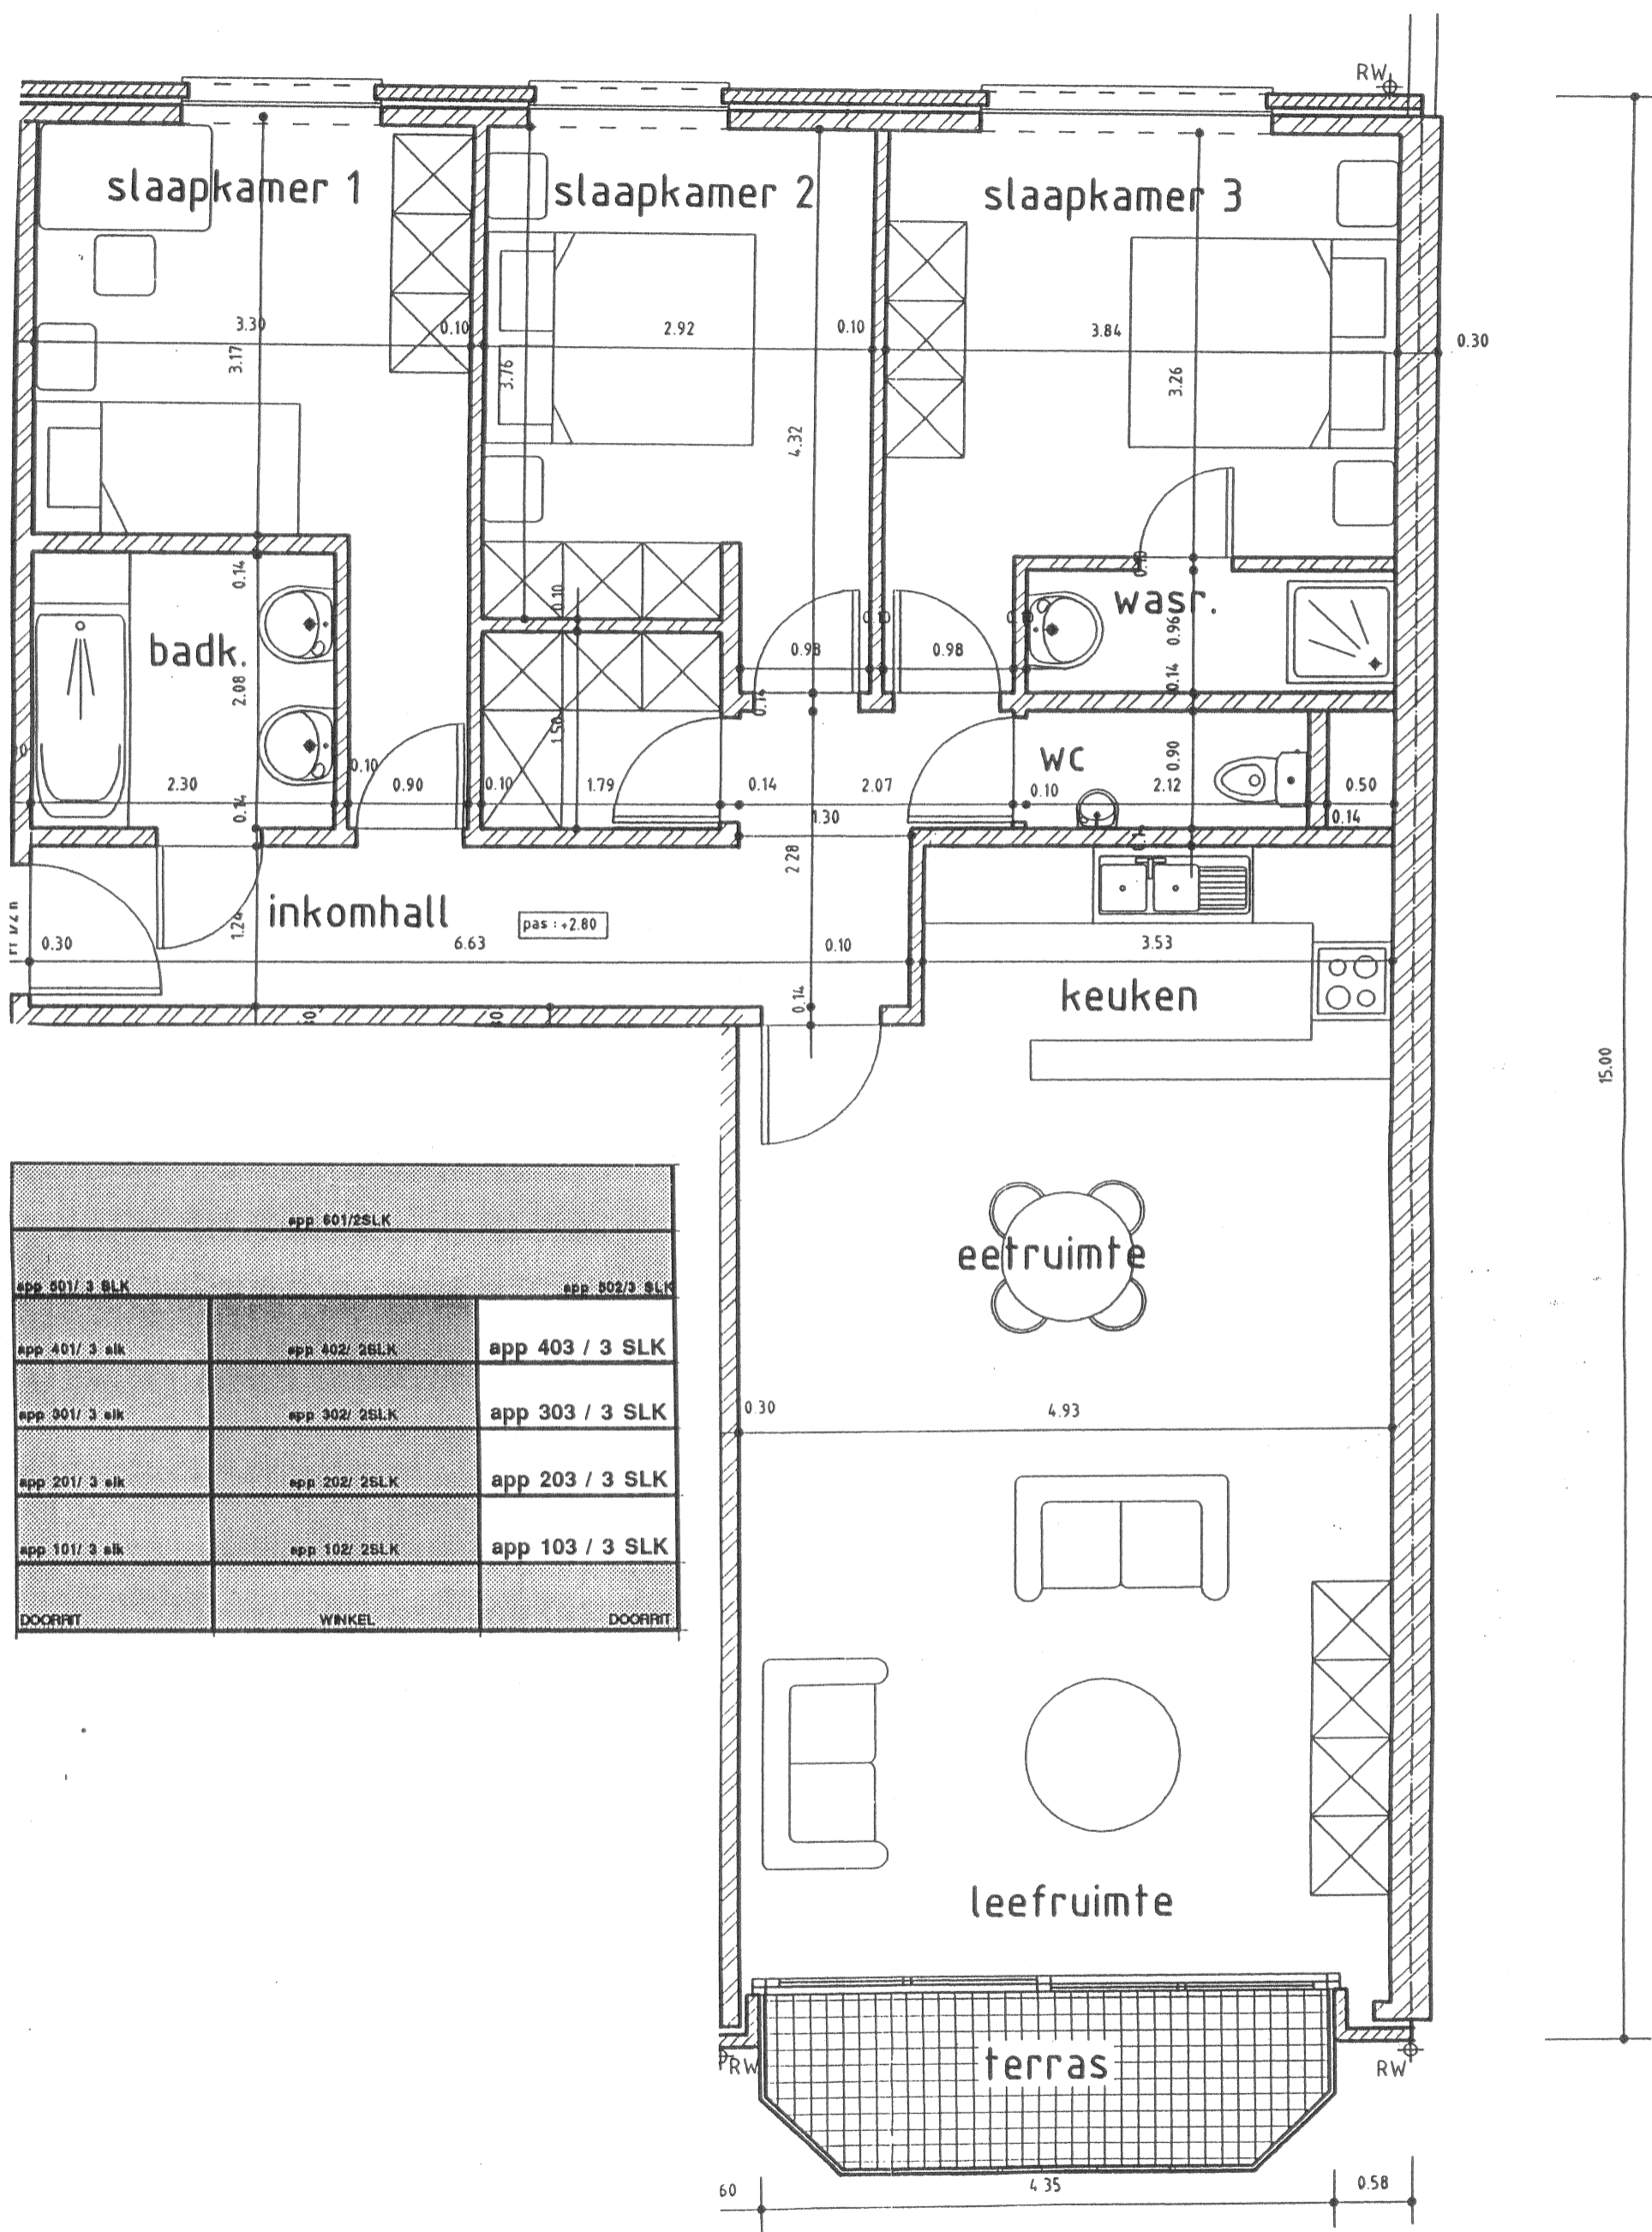 RW
slaapkamer 1
slaapkamer 2
slaapkamer 3
3.30
0.10
2.92
0.10
3.84
0.30
3.17
3.76
4.32
3.26
0.14
badk.
2.08
0.10
0.98
0.98
wasr.
0.96
0.14
0.14
1.50
WC
0.90
2.30
0.10
0.90
0.10
1.79
0.14
2.07
0.10
2.12
0.50
0.14
1.30
0.14
2 28
inkomhall
1.24
pas : +2.80
0.30
6.63
0.10
3.53
0.14
keuken
15.00
eetruimte
app 601/2SLK
app 501/ 3 SLK
app 502/3 SLK
app 401/ 3 slk
app 402/ 2SLK
app 403 / 3 SLK
app 301/ 3 slk
app 302/ 2SLK
app 303 / 3 SLK
app 201/ 3 slk
app 202/ 2SLK
app 203 / 3 SLK
app 101/ 3 slk
app 102/ 2SLK
app 103 / 3 SLK
DOORRIT
WINKEL
DOORRIT
0.30
4.93
leefruimte
terras
RW
RW
60
4 35
0.58